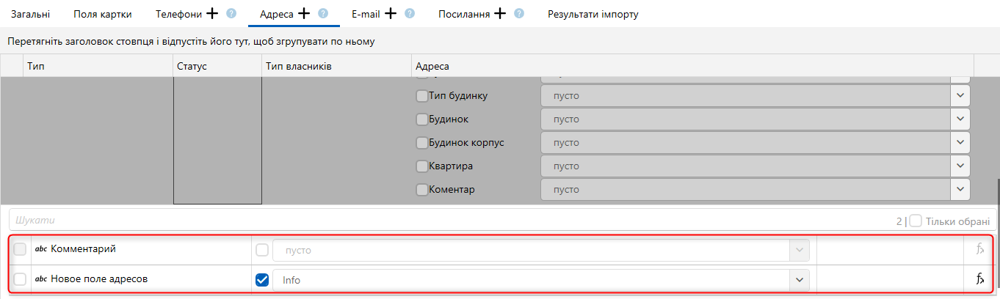 Загальні Поля картки Телефони + ? Адреса + ? E-mail + ? Посилання + ? Результати імпорту
Перетягніть заголовок стовпця і відпустіть його тут, щоб згрупувати по ньому
Тип Статус Тип власників Адреса
Тип будинку пусто
Будинок пусто
Будинок корпус пусто
Квартира пусто
Коментар пусто
Шукати 2 | Тільки обрані
abc Комментарий пусто fx
abc Новое поле адресов Info fx